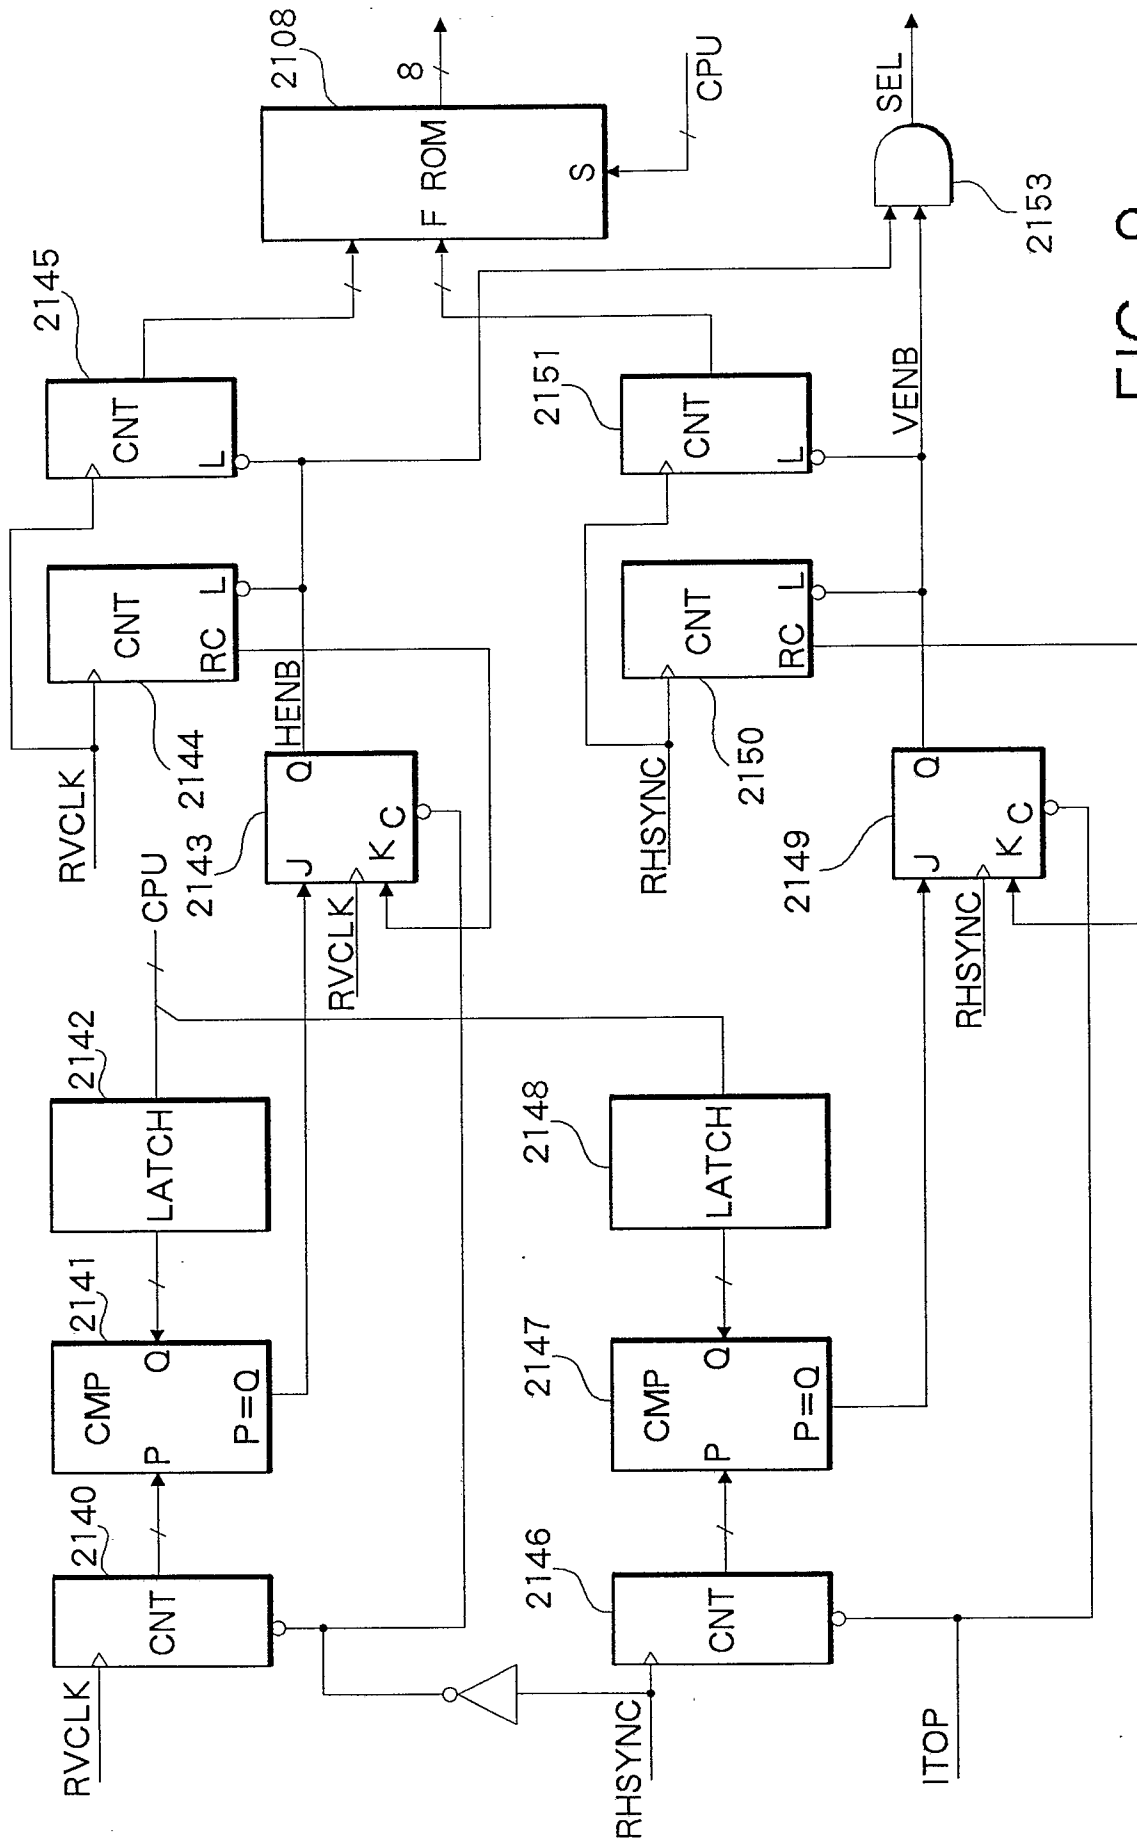 RVCLK
2140
CNT
2141
CMP
P
Q
P=Q
2142
LATCH
CPU
RVCLK
2143
J
K
C
Q
RVCLK
HENB
2144
CNT
RC
L
2145
CNT
L
2108
F ROM
S
8
CPU
RHSYNC
2146
CNT
ITOP
2147
CMP
P
Q
P=Q
2148
LATCH
2149
J
K
C
Q
RHSYNC
RHSYNC
2150
CNT
RC
L
2151
CNT
L
VENB
SEL
2153